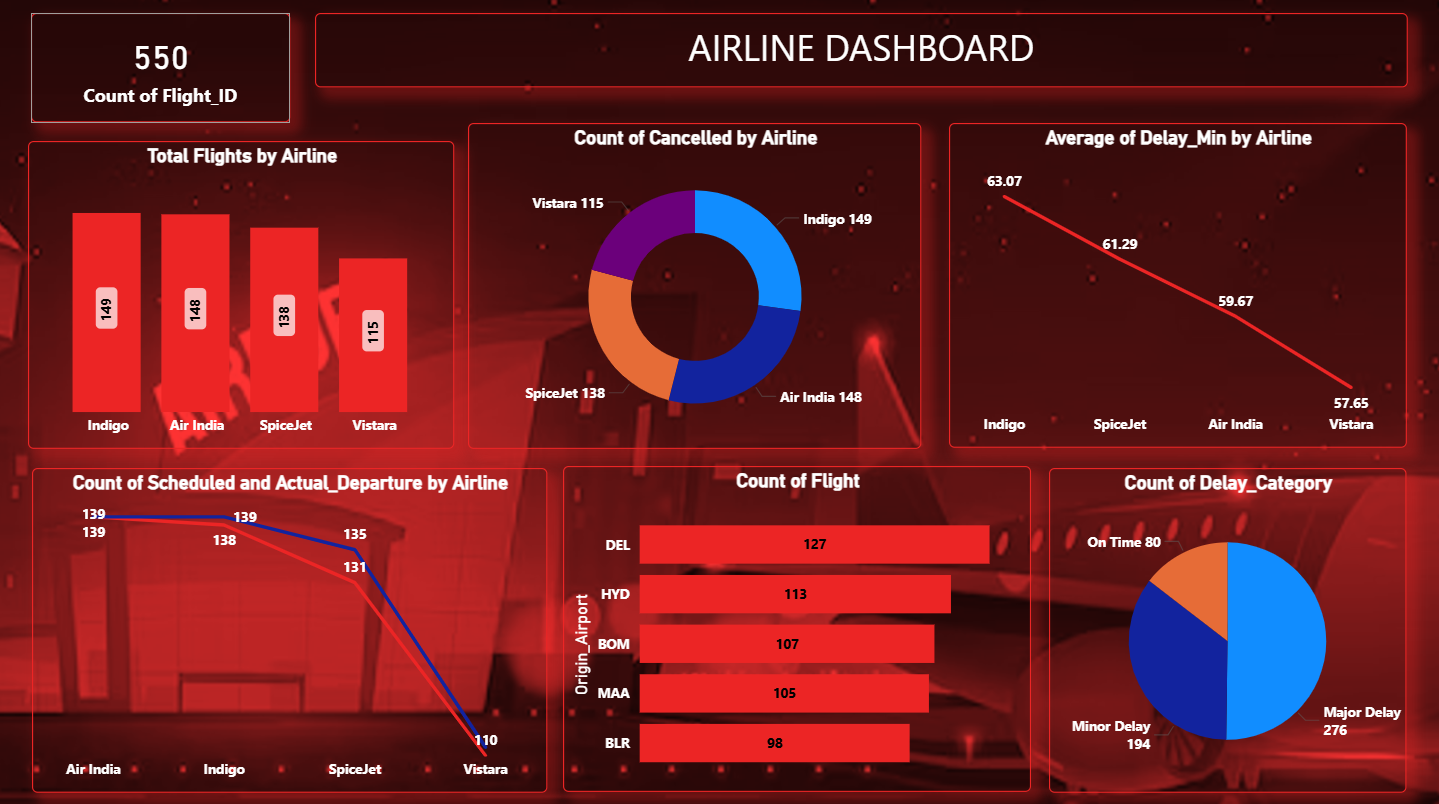 550
Count of Flight_ID
AIRLINE DASHBOARD
Total Flights by Airline
149
148
138
115
Indigo
Air India
SpiceJet
Vistara
Count of Cancelled by Airline
Vistara 115
Indigo 149
SpiceJet 138
Air India 148
Average of Delay_Min by Airline
63.07
61.29
59.67
57.65
Indigo
SpiceJet
Air India
Vistara
Count of Scheduled and Actual_Departure by Airline
139
139
139
138
135
131
110
Air India
Indigo
SpiceJet
Vistara
Count of Flight
Origin_Airport
DEL
127
HYD
113
BOM
107
MAA
105
BLR
98
Count of Delay_Category
On Time 80
Minor Delay
194
Major Delay
276